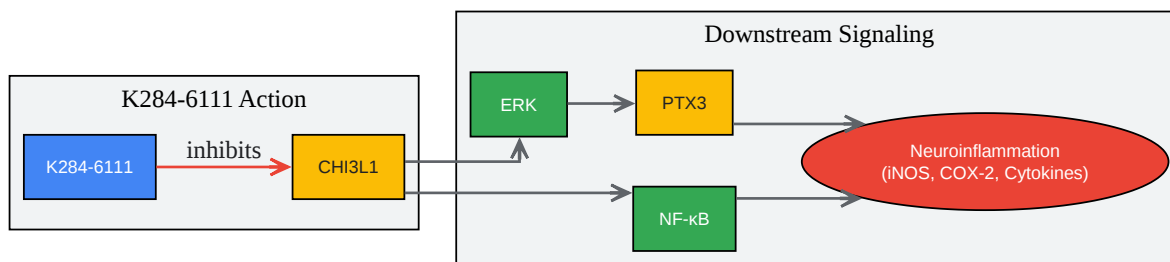 Downstream Signaling
K284-6111 Action
ERK
PTX3
K284-6111
inhibits
CHI3L1
Neuroinflammation
(iNOS, COX-2, Cytokines)
NF-κB